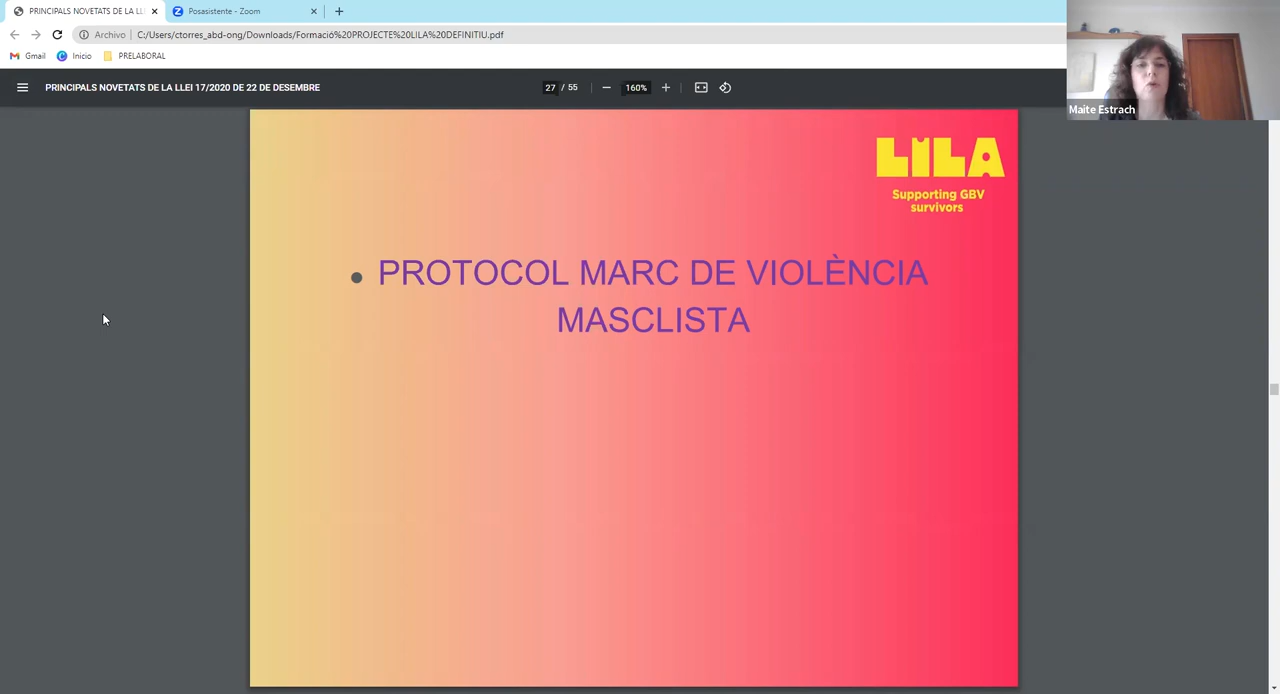 PRINCIPALS NOVETATS DE LA LLE
Posasistente - Zoom
Archivo
C:/Users/ctorres_abd-ong/Downloads/Formació%20PROJECTE%20LILA%20DEFINITIU.pdf
Gmail
Inicio
PRELABORAL
PRINCIPALS NOVETATS DE LA LLEI 17/2020 DE 22 DE DESEMBRE
27 / 55
160%
Maite Estrach
LILA
Supporting GBV
survivors
PROTOCOL MARC DE VIOLÈNCIA
MASCLISTA